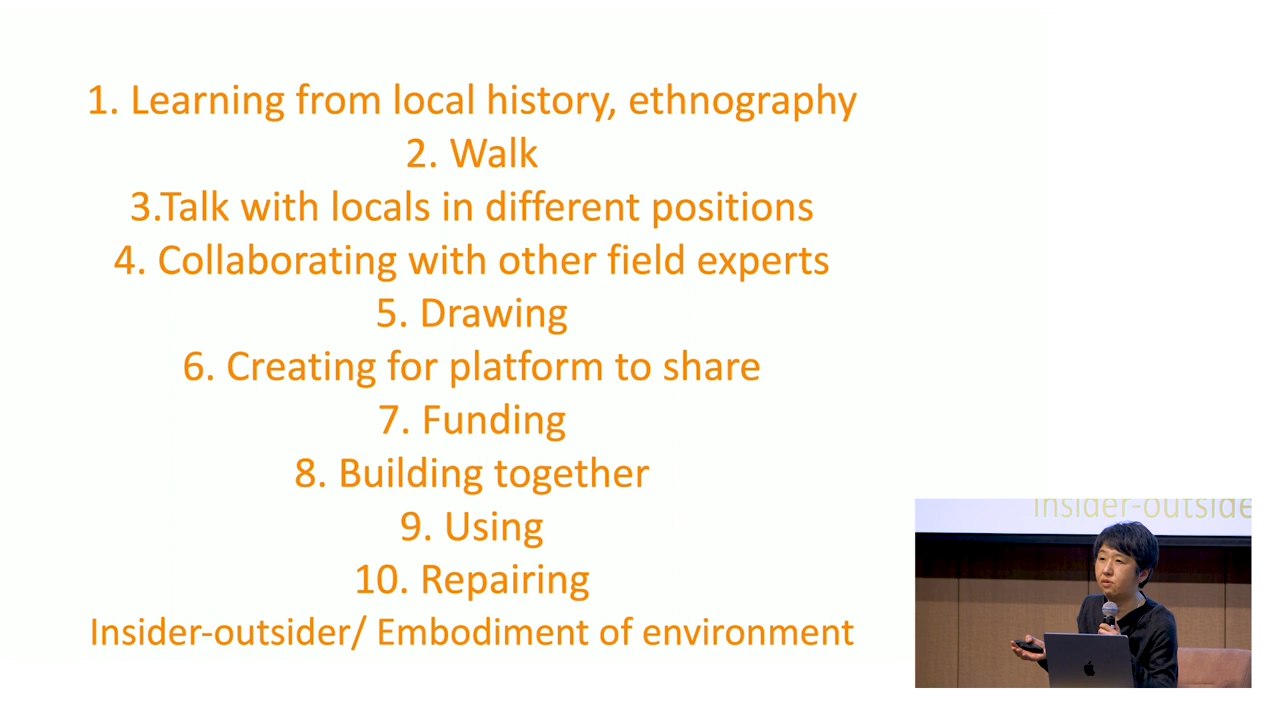 1. Learning from local history, ethnography
2. Walk
3.Talk with locals in different positions
4. Collaborating with other field experts
5. Drawing
6. Creating for platform to share
7. Funding
8. Building together
9. Using
10. Repairing
Insider-outsider/ Embodiment of environment
Insider-outside